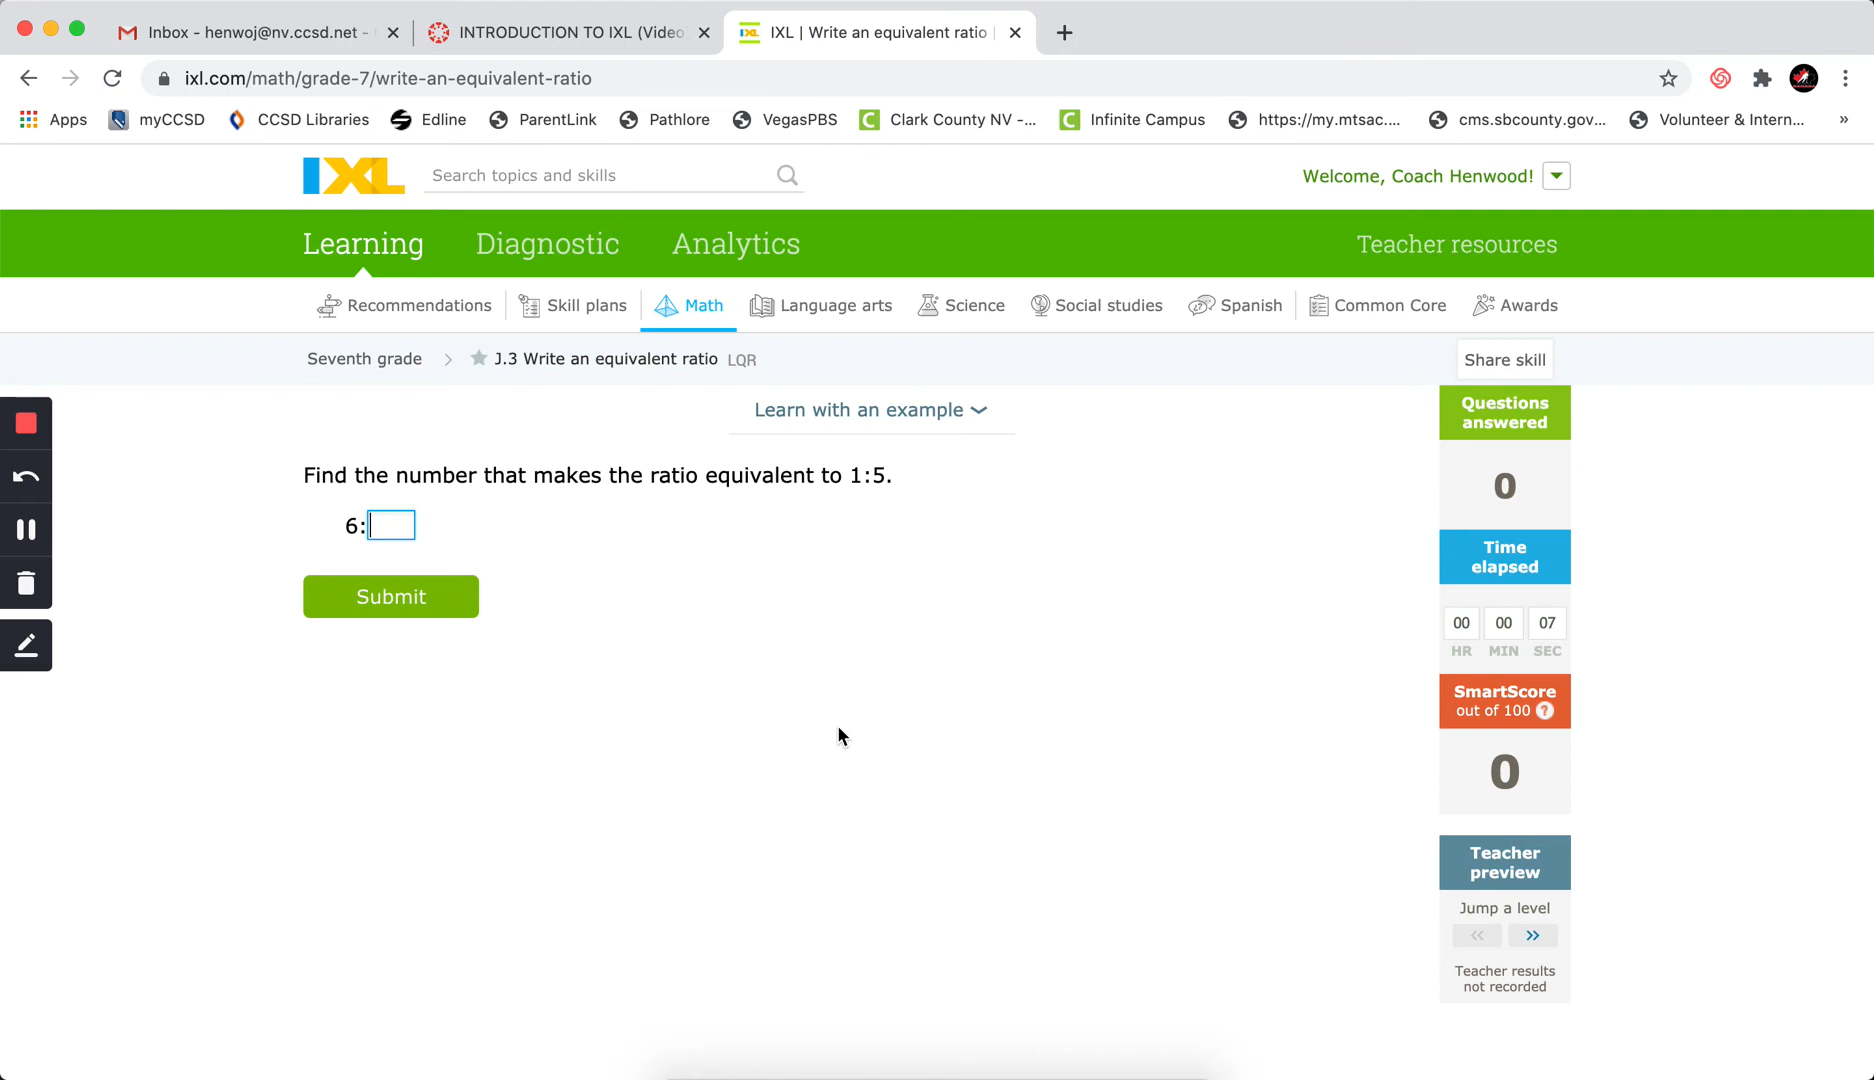 Inbox - henwoj@nv.ccsd.net -
INTRODUCTION TO IXL (Video
IXL | Write an equivalent ratio
ixl.com/math/grade-7/write-an-equivalent-ratio
Apps
myCCSD
CCSD Libraries
Edline
ParentLink
Pathlore
VegasPBS
Clark County NV -...
Infinite Campus
https://my.mtsac....
cms.sbcounty.gov...
Volunteer & Intern...
»
IXL
Search topics and skills
Welcome, Coach Henwood!
Learning
Diagnostic
Analytics
Teacher resources
Recommendations
Skill plans
Math
Language arts
Science
Social studies
Spanish
Common Core
Awards
Seventh grade
J.3 Write an equivalent ratio LQR
Share skill
Learn with an example
Questions
answered
0
Find the number that makes the ratio equivalent to 1:5.
6:
Submit
Time
elapsed
00 00 07
HR MIN SEC
SmartScore
out of 100 ?
0
Teacher
preview
Jump a level
Teacher results
not recorded